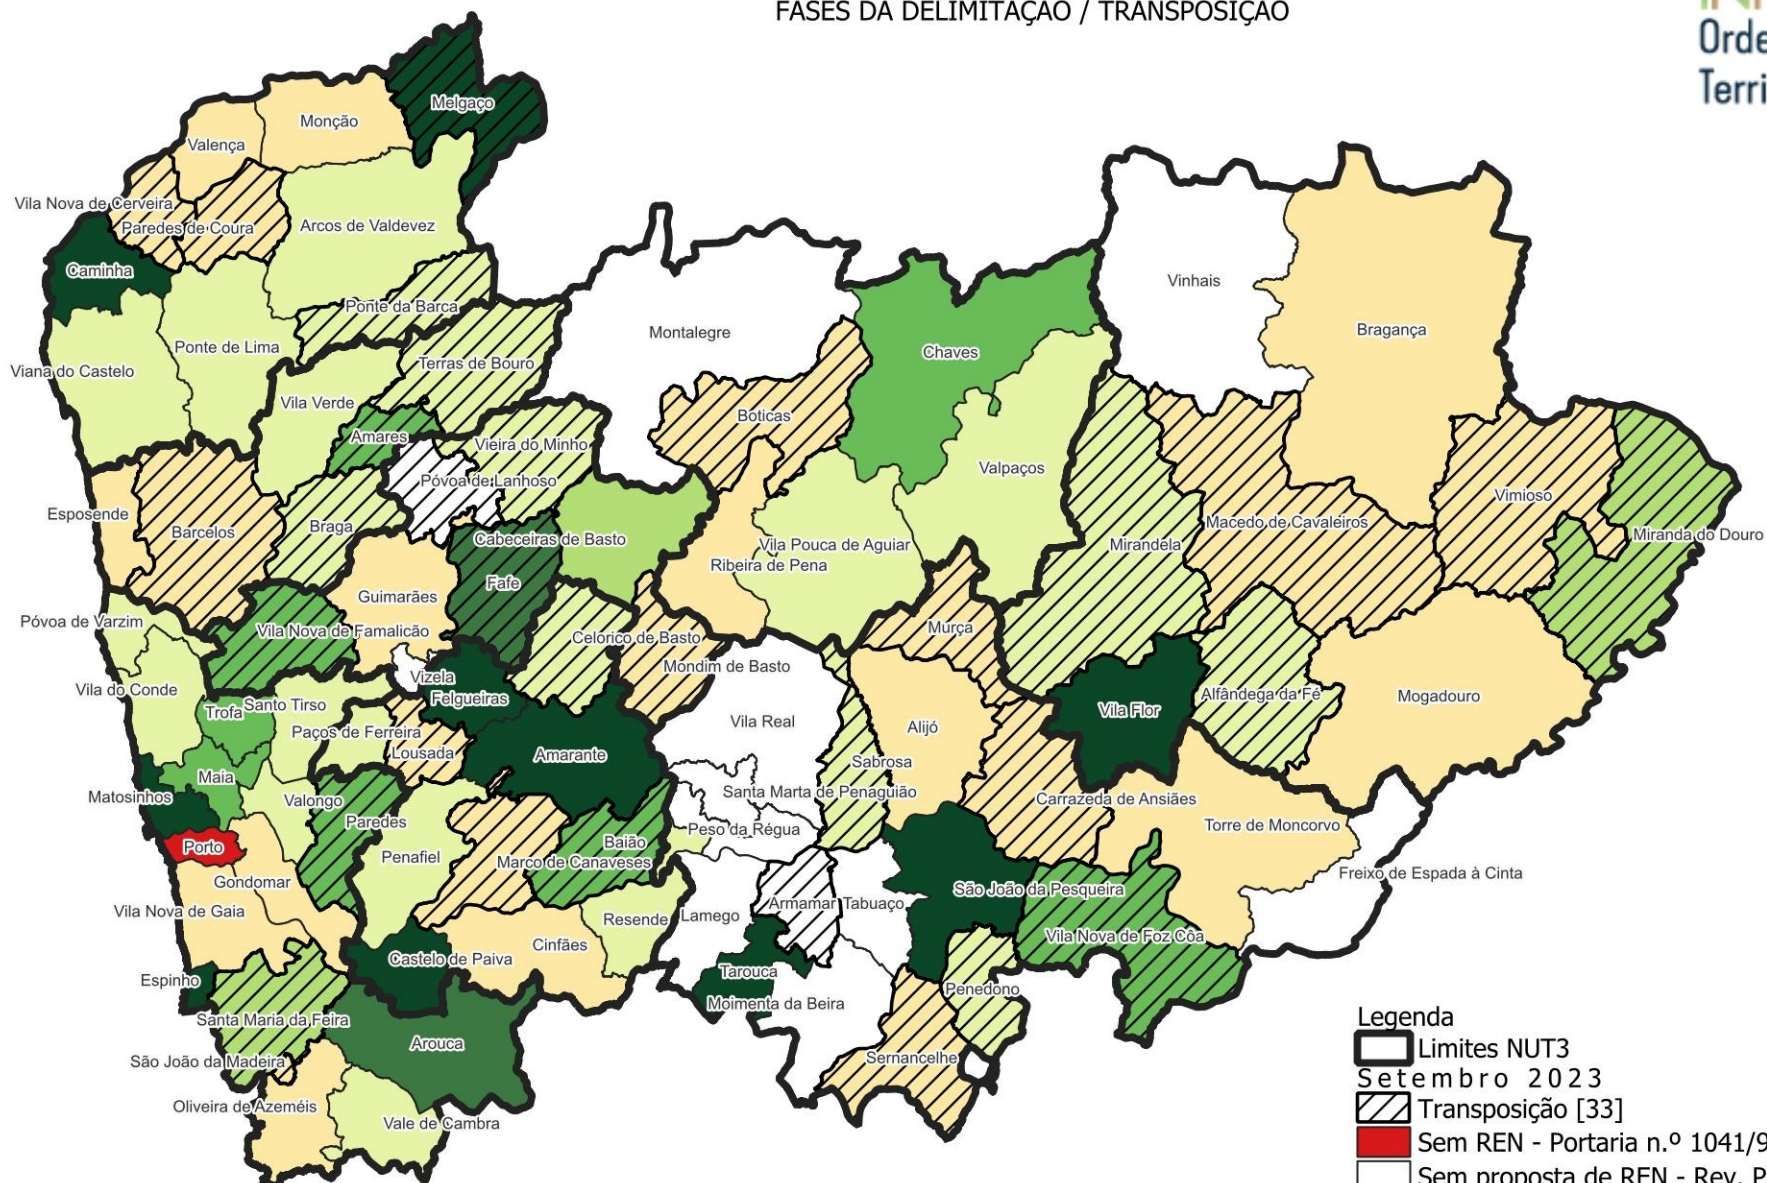 FASES DA DELIMITAÇÃO / TRANSPOSIÇÃO
Orde
Terri
Melgaço
Monção
Valença
Vila Nova de Cerveira
Paredes de Coura
Arcos de Valdevez
Caminha
Vinhais
Ponte da Barca
Montalegre
Bragança
Ponte de Lima
Chaves
Terras de Bouro
Viana do Castelo
Vila Verde
Boticas
Amares
Vieira do Minho
Valpaços
Póvoa de Lanhoso
Vimioso
Esposende
Barcelos
Braga
Macedo de Cavaleiros
Cabeceiras de Basto
Vila Pouca de Aguiar
Mirandela
Miranda do Douro
Ribeira de Pena
Fafe
Guimarães
Póvoa de Varzim
Vila Nova de Famalicão
Celorico de Basto
Murça
Mondim de Basto
Vizela
Vila do Conde
Felgueiras
Alfândega da Fé
Mogadouro
Santo Tirso
Trofa
Vila Flor
Vila Real
Alijó
Paços de Ferreira
Lousada
Amarante
Sabrosa
Maia
Santa Marta de Penaguião
Matosinhos
Valongo
Carrazeda de Ansiães
Paredes
Peso da Régua
Torre de Moncorvo
Baião
Porto
Penafiel
Marco de Canaveses
Freixo de Espada à Cinta
Gondomar
São João da Pesqueira
Vila Nova de Gaia
Resende
Lamego
Armamar
Tabuaço
Vila Nova de Foz Côa
Cinfães
Castelo de Paiva
Espinho
Tarouca
Penedono
Moimenta da Beira
Santa Maria da Feira
Arouca
Sernancelhe
São João da Madeira
Oliveira de Azeméis
Vale de Cambra
Legenda
Limites NUT3
Setembro 2023
Transposição [33]
Sem REN - Portaria n.º 1041/9
Sem proposta de REN - Rev. P